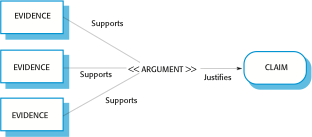 EVIDENCE
Supports
EVIDENCE
Supports
<< ARGUMENT >>
Justifies
CLAIM
Supports
EVIDENCE